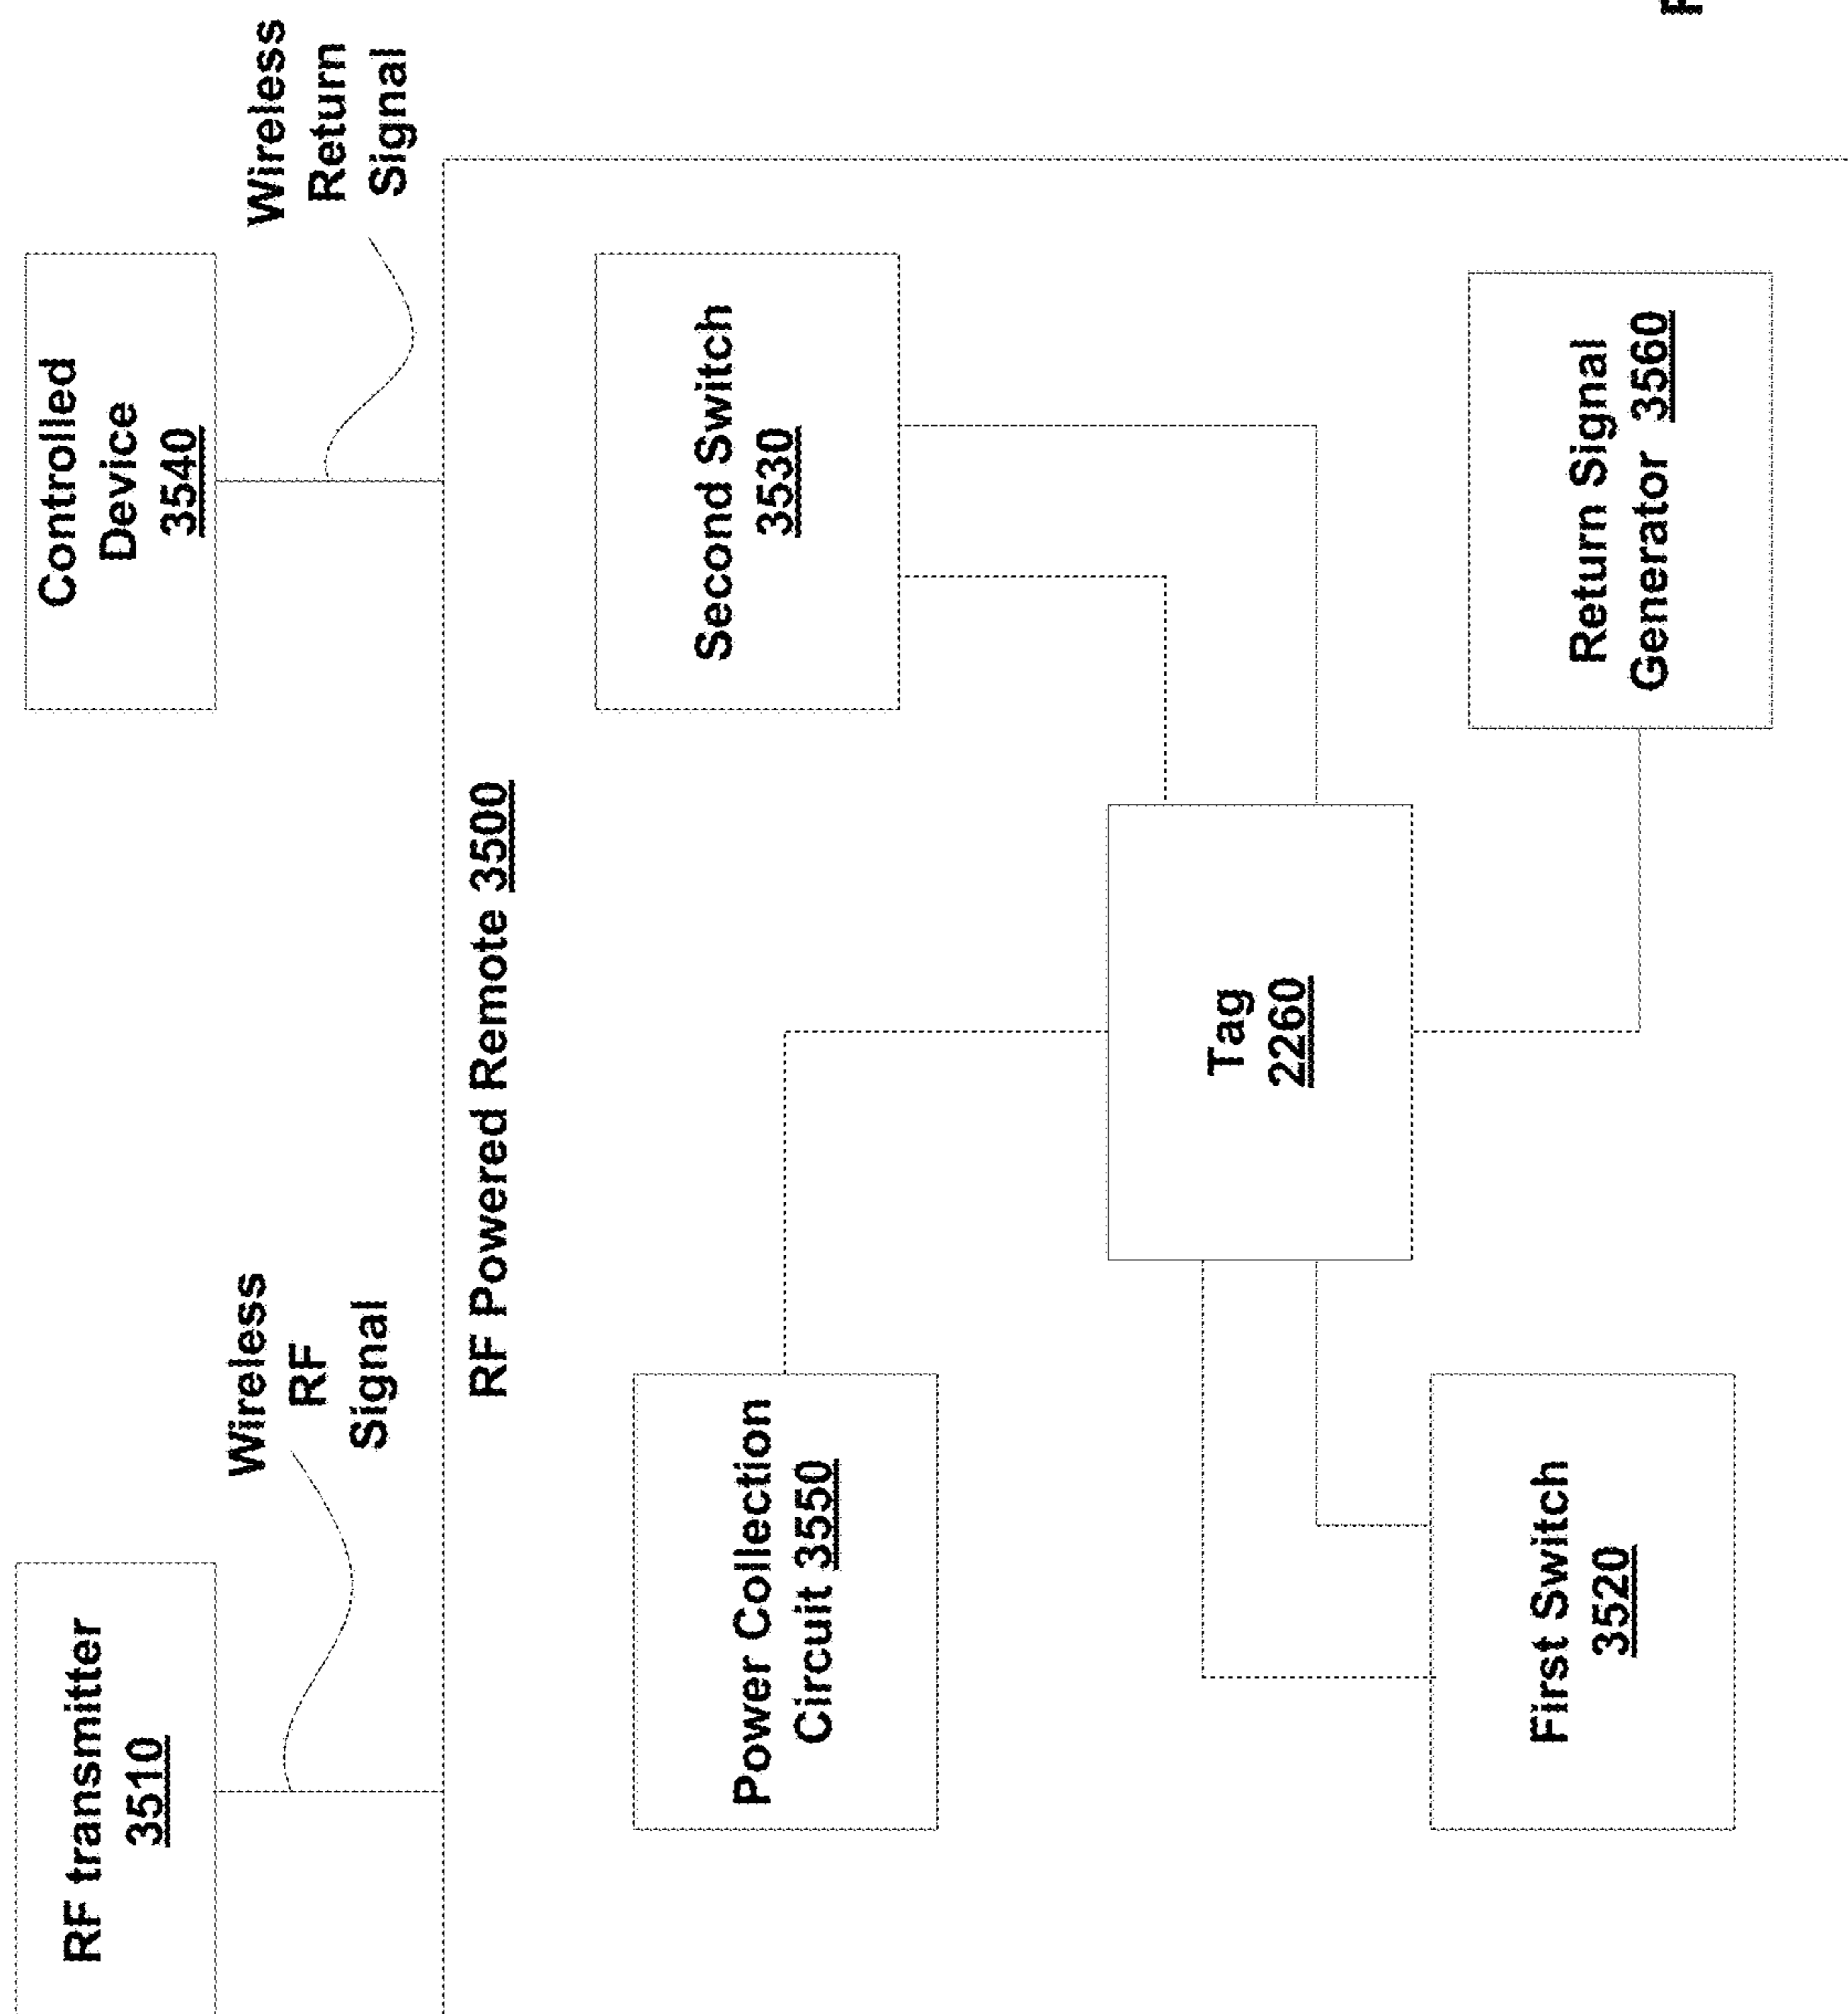 RF transmitter
3510
Wireless
RF
Signal
Controlled
Device
3540
Wireless
Return
Signal
RF Powered Remote 3500
Power Collection
Circuit 3550
Second Switch
3530
Tag
2260
First Switch
3520
Return Signal
Generator 3560